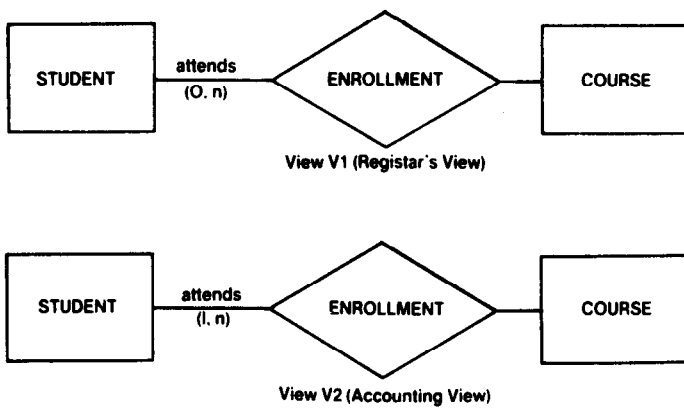 STUDENT
attends
(O, n)
ENROLLMENT
COURSE
View V1 (Registar's View)
STUDENT
attends
(I, n)
ENROLLMENT
COURSE
View V2 (Accounting View)